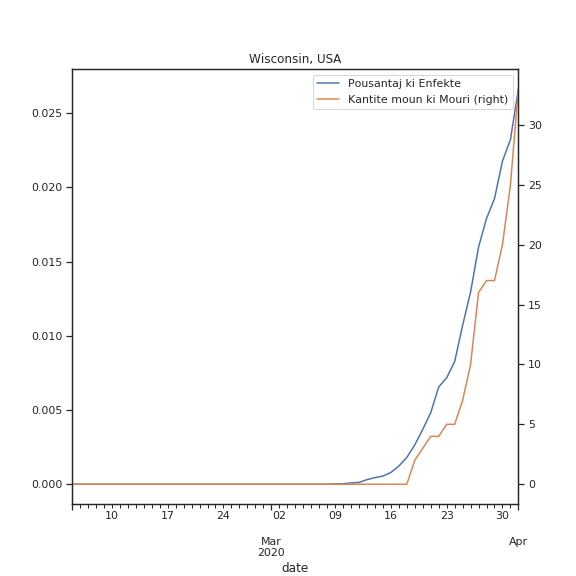 Wisconsin, USA
Pousantaj ki Enfekte
Kantite moun ki Mouri (right)
0.025
0.020
0.015
0.010
0.005
0.000
30
25
20
15
10
5
0
10 17 24 02 09 16 23 30
Mar Apr
2020
date